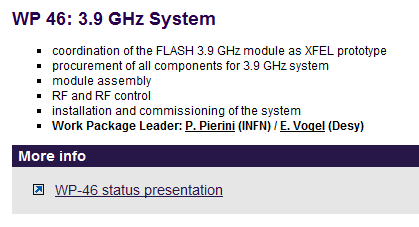 WP 46: 3.9 GHz System
coordination of the FLASH 3.9 GHz module as XFEL prototype
procurement of all components for 3.9 GHz system
module assembly
RF and RF control
installation and commissioning of the system
Work Package Leader: P. Pierini (INFN) / E. Vogel (Desy)
More info
WP-46 status presentation